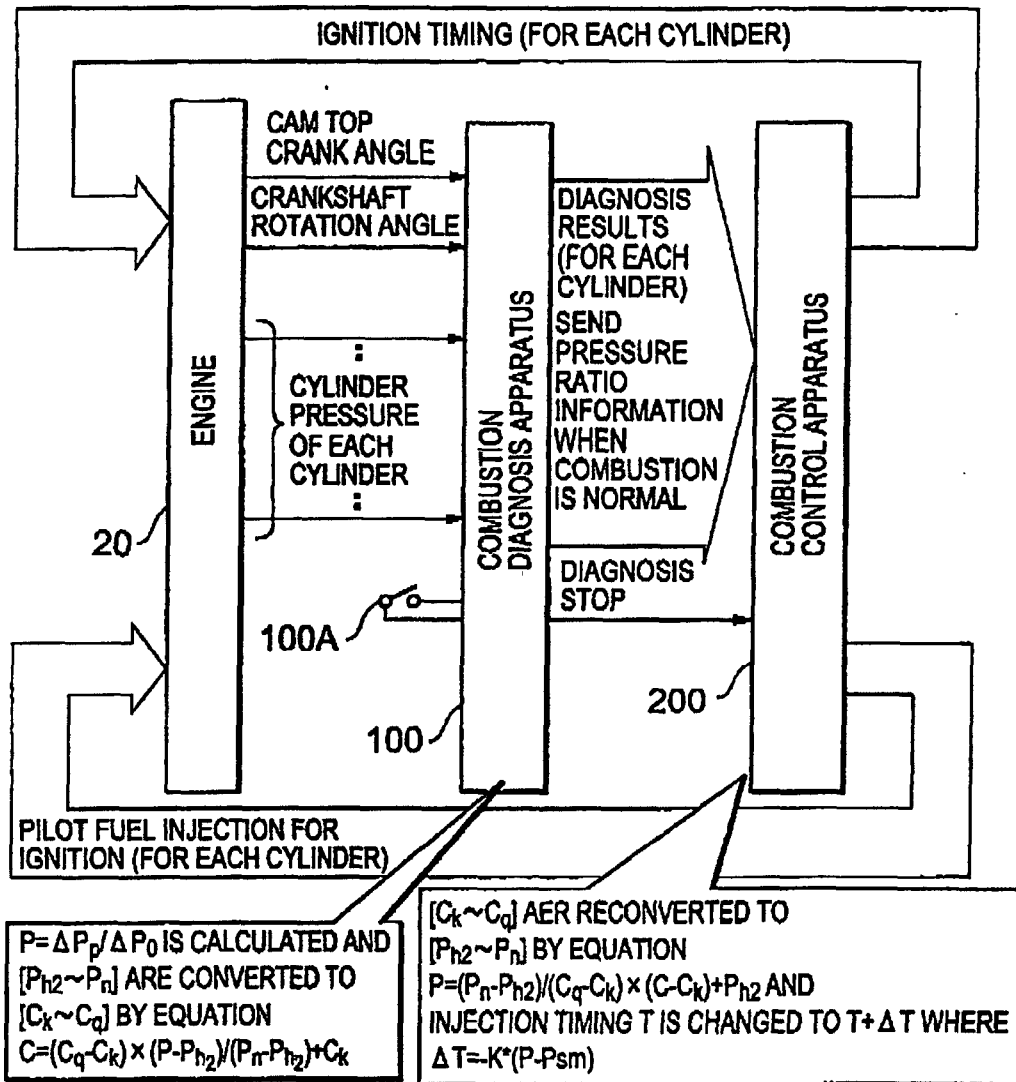 IGNITION TIMING (FOR EACH CYLINDER)
CAM TOP
CRANK ANGLE
CRANKSHAFT
ROTATION ANGLE
ENGINE
CYLINDER
PRESSURE
OF EACH
CYLINDER
20
100A
COMBUSTION
DIAGNOSIS APPARATUS
100
DIAGNOSIS
RESULTS
(FOR EACH
CYLINDER)
SEND
PRESSURE
RATIO
INFORMATION
WHEN
COMBUSTION
IS NORMAL
DIAGNOSIS
STOP
COMBUSTION
CONTROL APPARATUS
200
PILOT FUEL INJECTION FOR
IGNITION (FOR EACH CYLINDER)
P=ΔPp/ΔP0 IS CALCULATED AND
[Ph2~Pn] ARE CONVERTED TO
[Ck~Cq] BY EQUATION
C=(Cq-Ck)×(P-Ph2)/(Pn-Ph2)+Ck
[Ck~Cq] AER RECONVERTED TO
[Ph2~Pn] BY EQUATION
P=(Pn-Ph2)/(Cq-Ck)×(C-Ck)+Ph2 AND
INJECTION TIMING T IS CHANGED TO T+ΔT WHERE
ΔT=-K*(P-Psm)